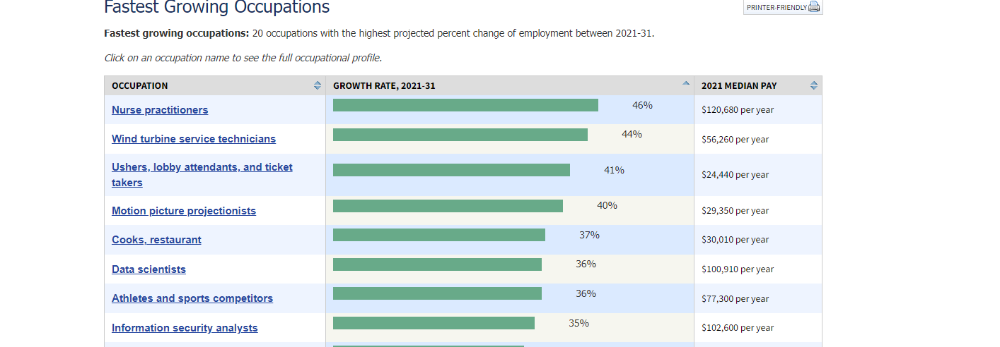 Fastest Growing Occupations
PRINTER-FRIENDLY
Fastest growing occupations: 20 occupations with the highest projected percent change of employment between 2021-31.
Click on an occupation name to see the full occupational profile.
OCCUPATION GROWTH RATE, 2021-31 2021 MEDIAN PAY
Nurse practitioners 46% $120,680 per year
Wind turbine service technicians 44% $56,260 per year
Ushers, lobby attendants, and ticket
takers 41% $24,440 per year
Motion picture projectionists 40% $29,350 per year
Cooks, restaurant 37% $30,010 per year
Data scientists 36% $100,910 per year
Athletes and sports competitors 36% $77,300 per year
Information security analysts 35% $102,600 per year